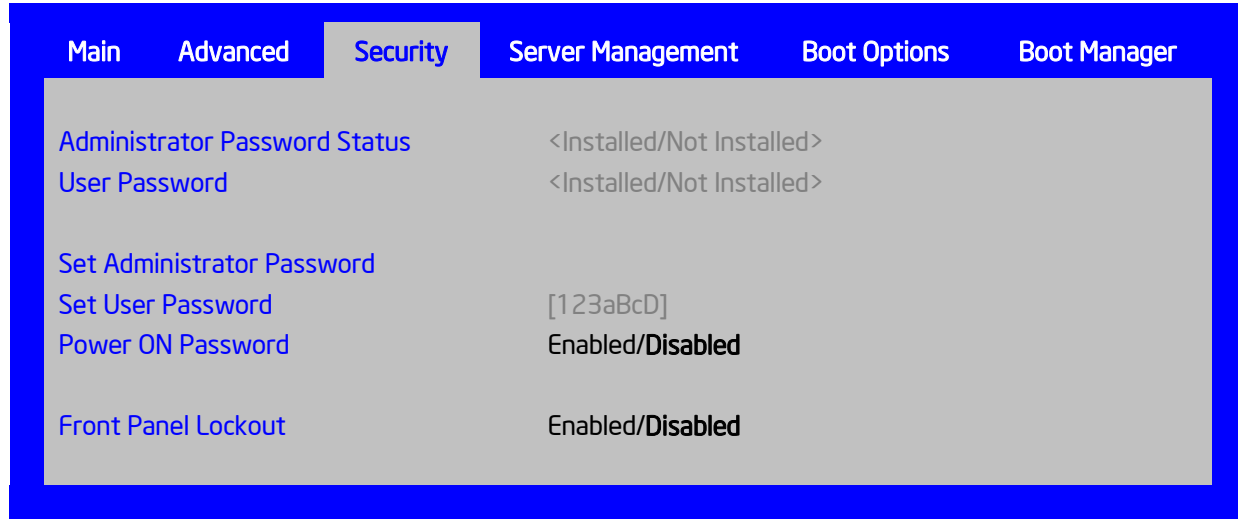 Main Advanced Security Server Management Boot Options Boot Manager
Administrator Password Status <Installed/Not Installed>
User Password <Installed/Not Installed>
Set Administrator Password
Set User Password [123aBcD]
Power ON Password Enabled/Disabled
Front Panel Lockout Enabled/Disabled